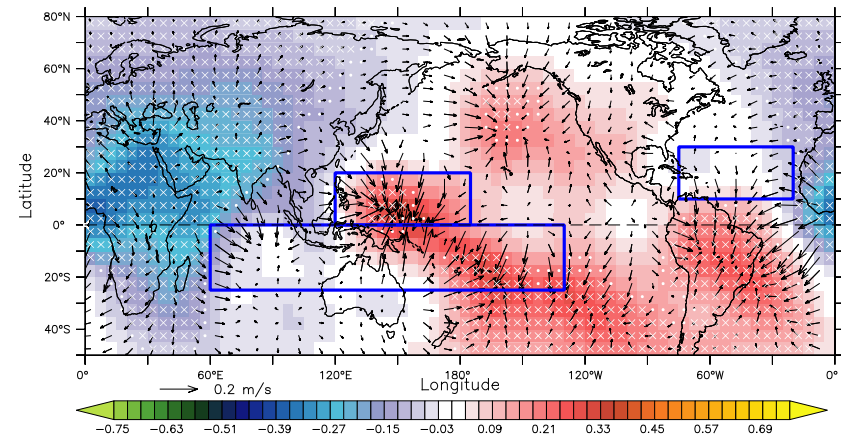 80°N
60°N
40°N
20°N
0°
20°S
40°S
Latitude
0°
60°E
120°E
180°
120°W
60°W
0°
Longitude
0.2 m/s
−0.75
−0.63
−0.51
−0.39
−0.27
−0.15
−0.03
0.09
0.21
0.33
0.45
0.57
0.69